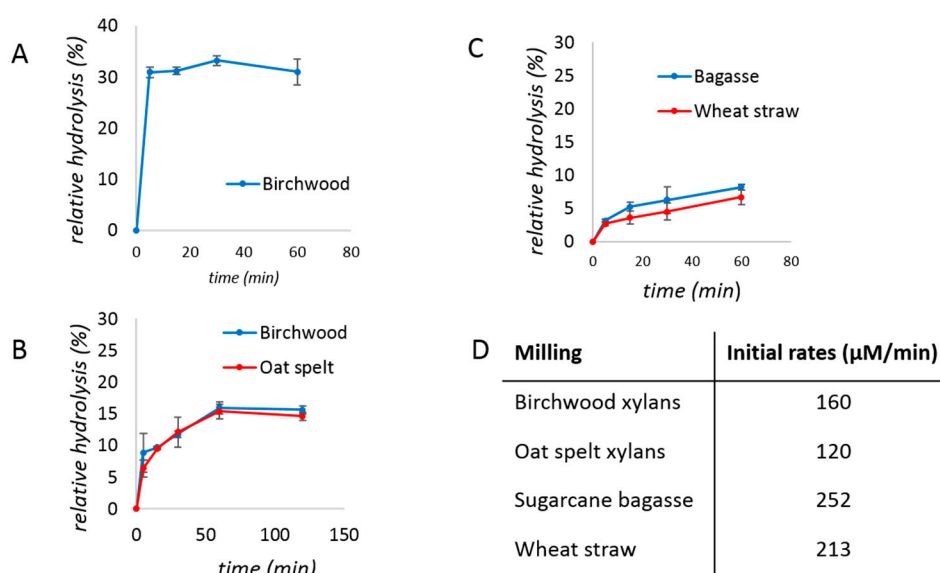 A
relative hydrolysis (%)
40
30
20
10
0
Birchwood
0 20 40 60 80
time (min)
B
relative hydrolysis (%)
30
25
20
15
10
5
0
Birchwood
Oat spelt
0 50 100 150
time (min)
C
relative hydrolysis (%)
30
25
20
15
10
5
0
Bagasse
Wheat straw
0 20 40 60 80
time (min)
D
Milling Initial rates (μM/min)
Birchwood xylans 160
Oat spelt xylans 120
Sugarcane bagasse 252
Wheat straw 213